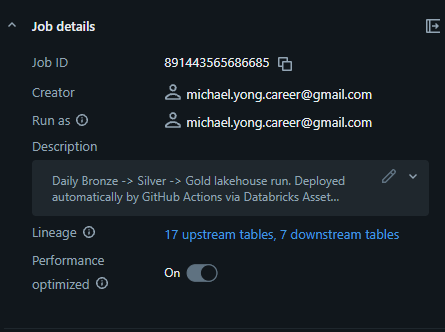 Job details
Job ID 891443565686685
Creator michael.yong.career@gmail.com
Run as michael.yong.career@gmail.com
Description
Daily Bronze -> Silver -> Gold lakehouse run. Deployed
automatically by GitHub Actions via Databricks Asset...
Lineage 17 upstream tables, 7 downstream tables
Performance
optimized On